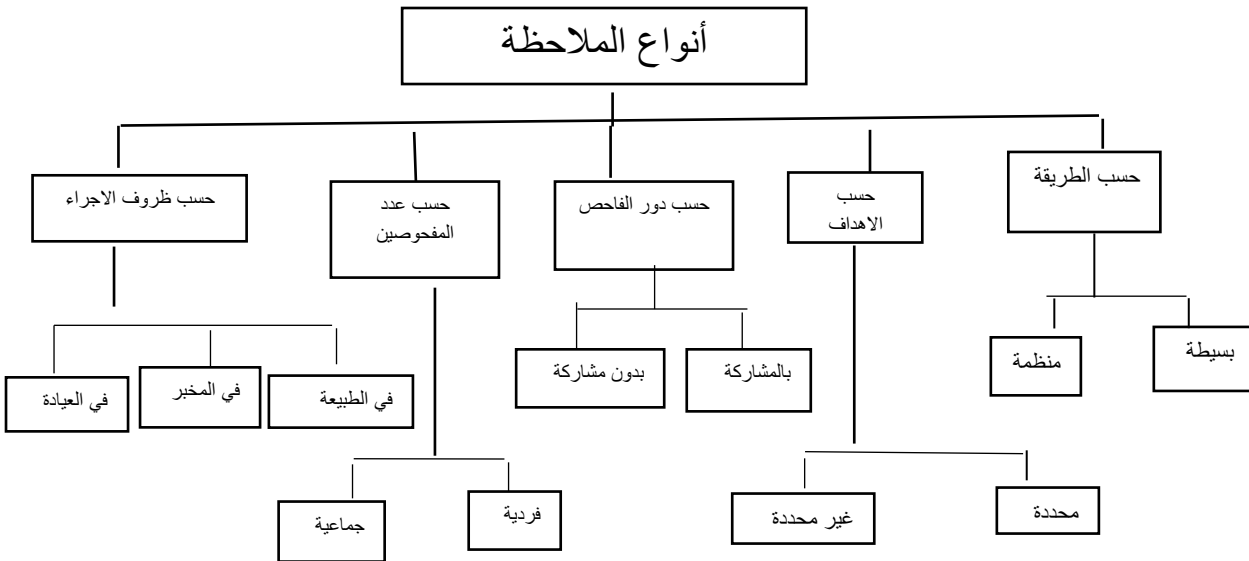 أنواع الملاحظة
حسب الطريقة
حسب
الاهداف
حسب دور الفاحص
حسب عدد
المفحوصين
حسب ظروف الاجراء
بسيطة
منظمة
بالمشاركة
بدون مشاركة
في الطبيعة
في المخبر
في العيادة
محددة
غير محددة
فردية
جماعية